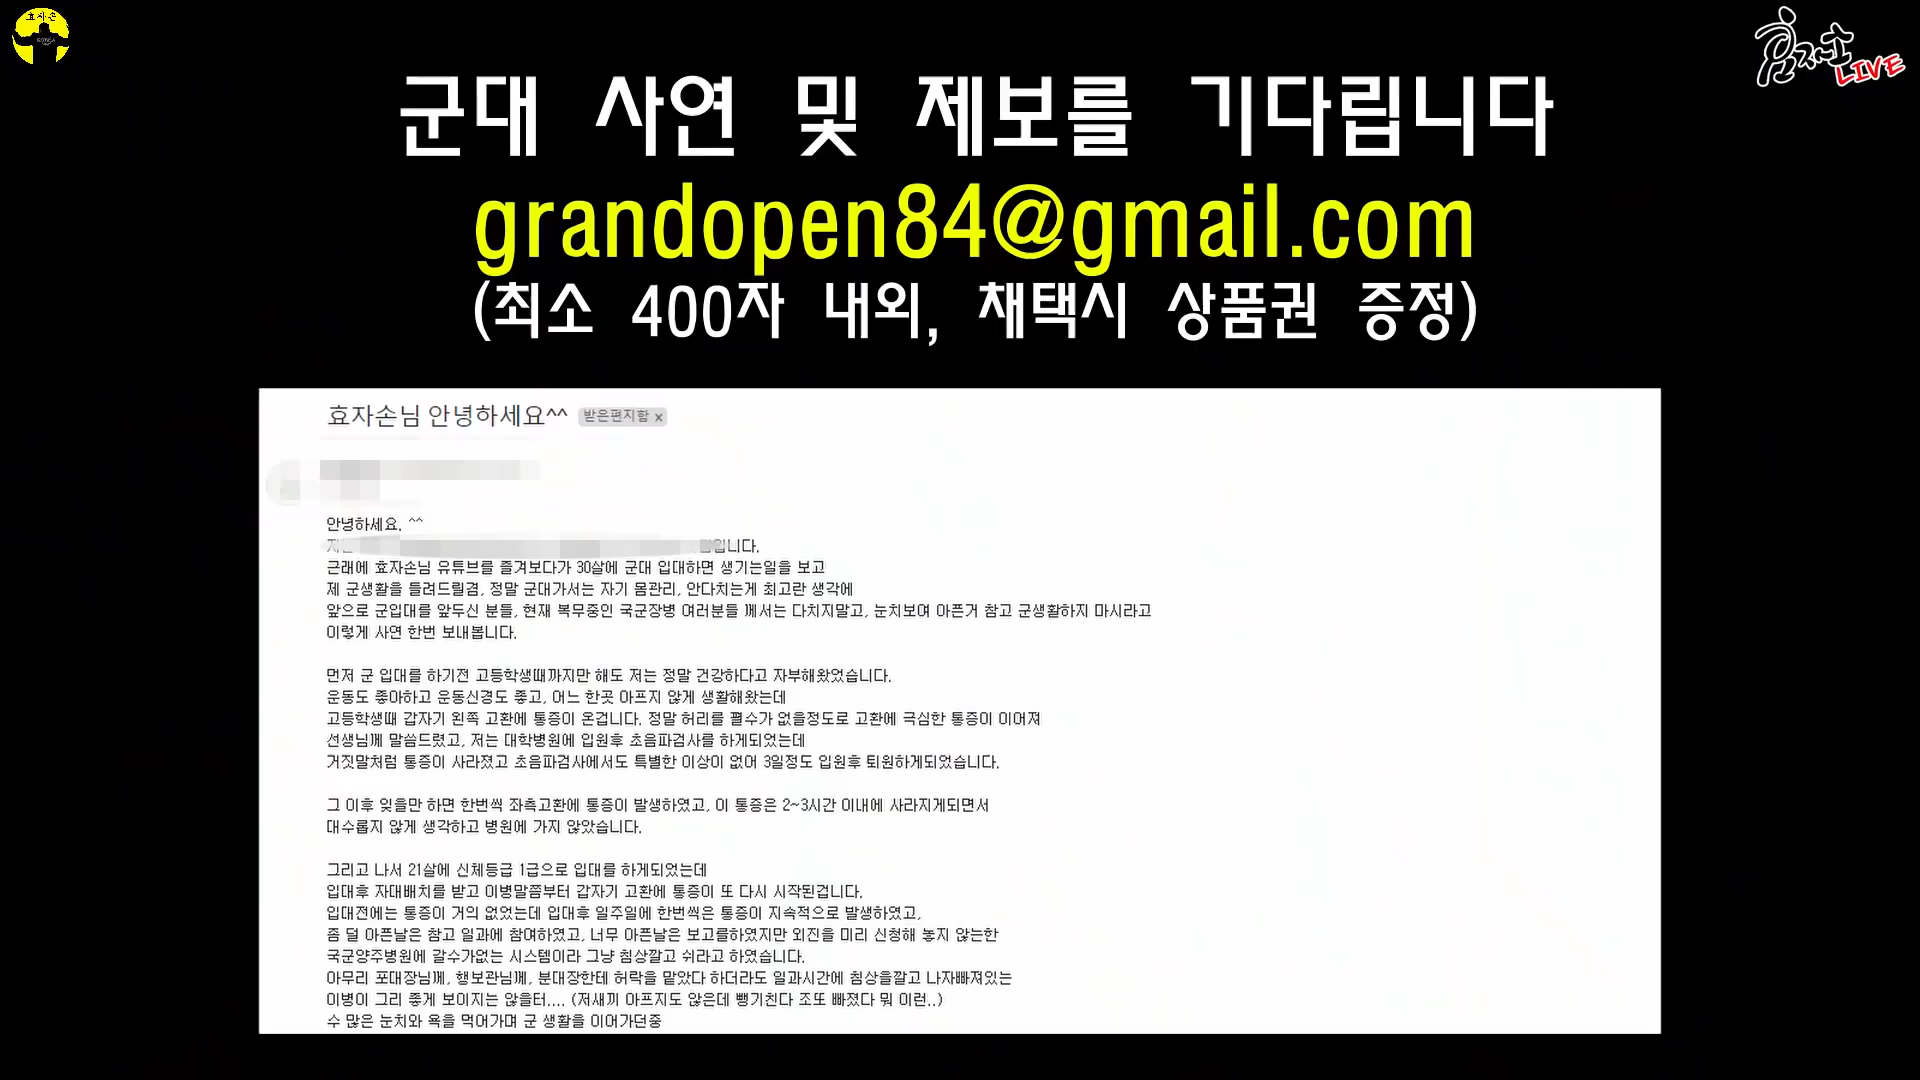 효자손
KOREA
효자손
LIVE
군대 사연 및 제보를 기다립니다
grandopen84@gmail.com
(최소 400자 내외, 채택시 상품권 증정)
효자손님 안녕하세요^^ 받은편지함 x
안녕하세요. ^^
입니다.
근래에 효자손님 유튜브를 즐겨보다가 30살에 군대 입대하면 생기는일을 보고
제 군생활을 들려드릴겸, 정말 군대가서는 자기 몸관리, 안다치는게 최고란 생각에
앞으로 군입대를 앞두신 분들, 현재 복무중인 국군장병 여러분들 께서는 다치지말고, 눈치보여 아픈거 참고 군생활하지 마시라고
이렇게 사연 한번 보내봅니다.
먼저 군 입대를 하기전 고등학생때까지만 해도 저는 정말 건강하다고 자부해왔었습니다.
운동도 좋아하고 운동신경도 좋고, 어느 한곳 아프지 않게 생활해왔는데
고등학생때 갑자기 왼쪽 고환에 통증이 온겁니다. 정말 허리를 펼수가 없을정도로 고환에 극심한 통증이 이어져
선생님께 말씀드렸고, 저는 대학병원에 입원후 초음파검사를 하게되었는데
거짓말처럼 통증이 사라졌고 초음파검사에서도 특별한 이상이 없어 3일정도 입원후 퇴원하게되었습니다.
그 이후 잊을만 하면 한번씩 좌측고환에 통증이 발생하였고, 이 통증은 2~3시간 이내에 사라지게되면서
대수롭지 않게 생각하고 병원에 가지 않았습니다.
그리고 나서 21살에 신체등급 1급으로 입대를 하게되었는데
입대후 자대배치를 받고 이병말쯤부터 갑자기 고환에 통증이 또 다시 시작된겁니다.
입대전에는 통증이 거의 없었는데 입대후 일주일에 한번씩은 통증이 지속적으로 발생하였고,
좀 덜 아픈날은 참고 일과에 참여하였고, 너무 아픈날은 보고를하였지만 외진을 미리 신청해 놓지 않는한
국군양주병원에 갈수가없는 시스템이라 그냥 침상깔고 쉬라고 하였습니다.
아무리 포대장님께, 행보관님께, 분대장한테 허락을 맡았다 하더라도 일과시간에 침상을깔고 나자빠져있는
이병이 그리 좋게 보이지는 않을터.... (저새끼 아프지도 않은데 뺑기친다 조또 빠졌다 뭐 이런..)
수 많은 눈치와 욕을 먹어가며 군 생활을 이어가던중